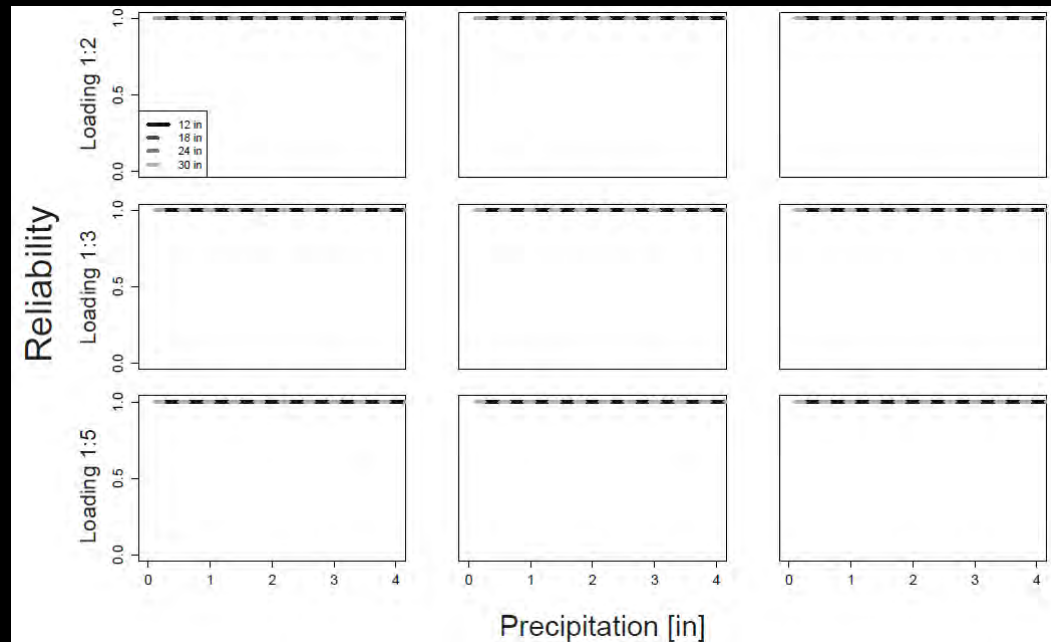 Reliability
Loading 1:2
1.0
0.5
0.0
12 in
18 in
24 in
30 in
Loading 1:3
1.0
0.5
0.0
Loading 1:5
1.0
0.5
0.0
0 1 2 3 4
0 1 2 3 4
0 1 2 3 4
Precipitation [in]